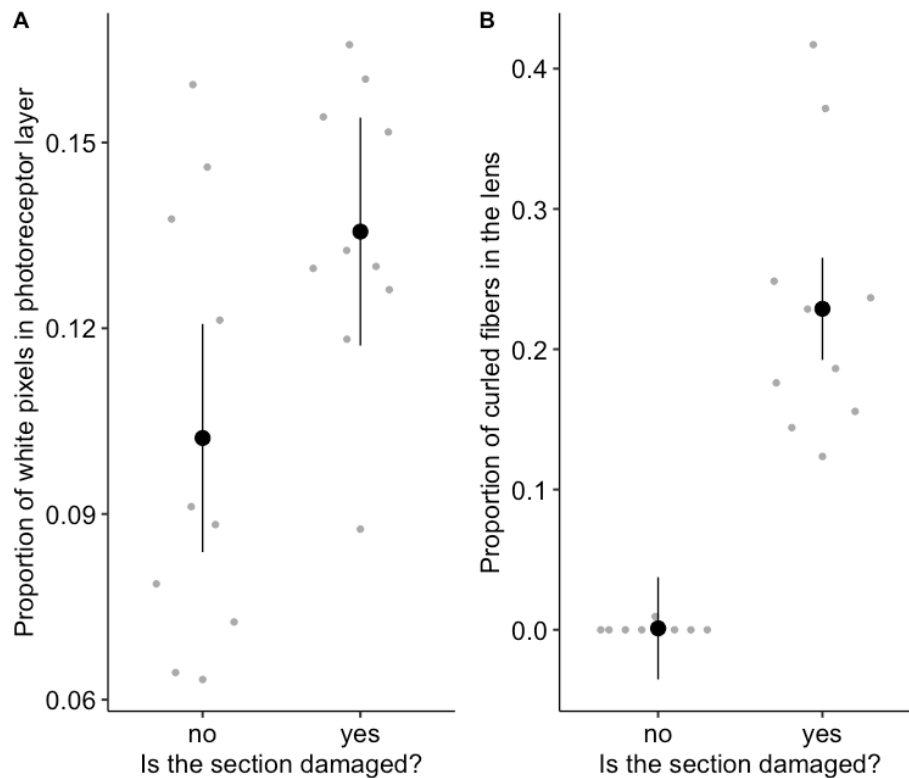 A
Proportion of white pixels in photoreceptor layer
0.15
0.12
0.09
0.06
no
yes
Is the section damaged?
B
Proportion of curled fibers in the lens
0.4
0.3
0.2
0.1
0.0
no
yes
Is the section damaged?